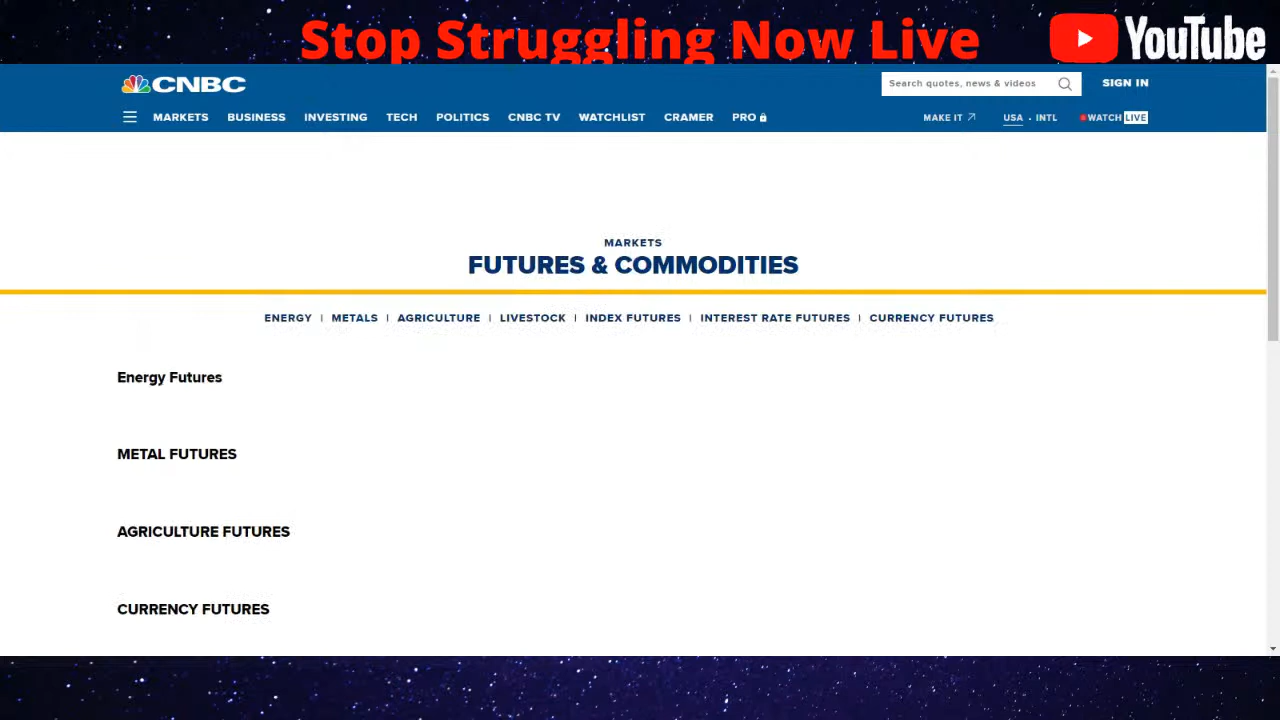 Stop Struggling Now Live
YouTube
CNBC
Search quotes, news & videos
SIGN IN
MARKETS BUSINESS INVESTING TECH POLITICS CNBC TV WATCHLIST CRAMER PRO
MAKE IT USA • INTL WATCH LIVE
MARKETS
FUTURES & COMMODITIES
ENERGY | METALS | AGRICULTURE | LIVESTOCK | INDEX FUTURES | INTEREST RATE FUTURES | CURRENCY FUTURES
Energy Futures
METAL FUTURES
AGRICULTURE FUTURES
CURRENCY FUTURES